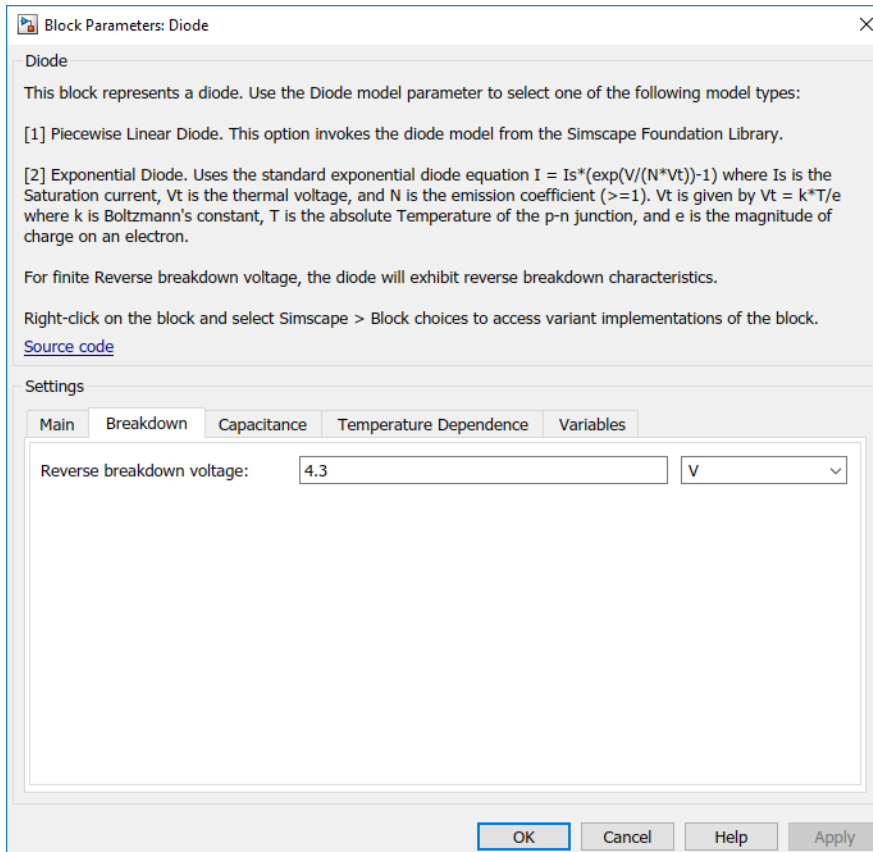 Block Parameters: Diode
Diode
This block represents a diode. Use the Diode model parameter to select one of the following model types:
[1] Piecewise Linear Diode. This option invokes the diode model from the Simscape Foundation Library.
[2] Exponential Diode. Uses the standard exponential diode equation I = Is*(exp(V/(N*Vt))-1) where Is is the
Saturation current, Vt is the thermal voltage, and N is the emission coefficient (>=1). Vt is given by Vt = k*T/e
where k is Boltzmann's constant, T is the absolute Temperature of the p-n junction, and e is the magnitude of
charge on an electron.
For finite Reverse breakdown voltage, the diode will exhibit reverse breakdown characteristics.
Right-click on the block and select Simscape > Block choices to access variant implementations of the block.
Source code
Settings
Main Breakdown Capacitance Temperature Dependence Variables
Reverse breakdown voltage: 4.3 V
OK Cancel Help Apply